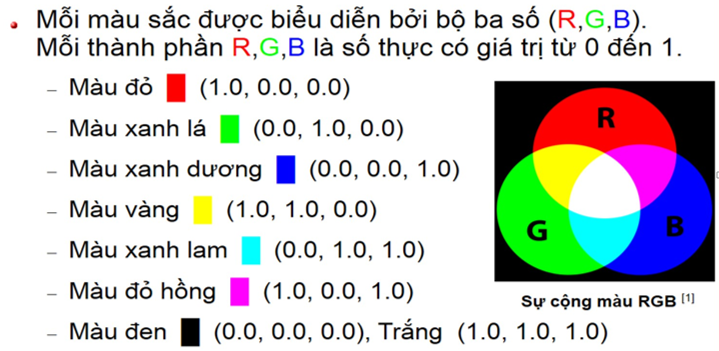 • Mỗi màu sắc được biểu diễn bởi bộ ba số (R,G,B).
Mỗi thành phần R,G,B là số thực có giá trị từ 0 đến 1.
– Màu đỏ (1.0, 0.0, 0.0)
– Màu xanh lá (0.0, 1.0, 0.0)
– Màu xanh dương (0.0, 0.0, 1.0)
– Màu vàng (1.0, 1.0, 0.0)
– Màu xanh lam (0.0, 1.0, 1.0)
– Màu đỏ hồng (1.0, 0.0, 1.0)
– Màu đen (0.0, 0.0, 0.0), Trắng (1.0, 1.0, 1.0)
R
G
B
Sự cộng màu RGB [1]